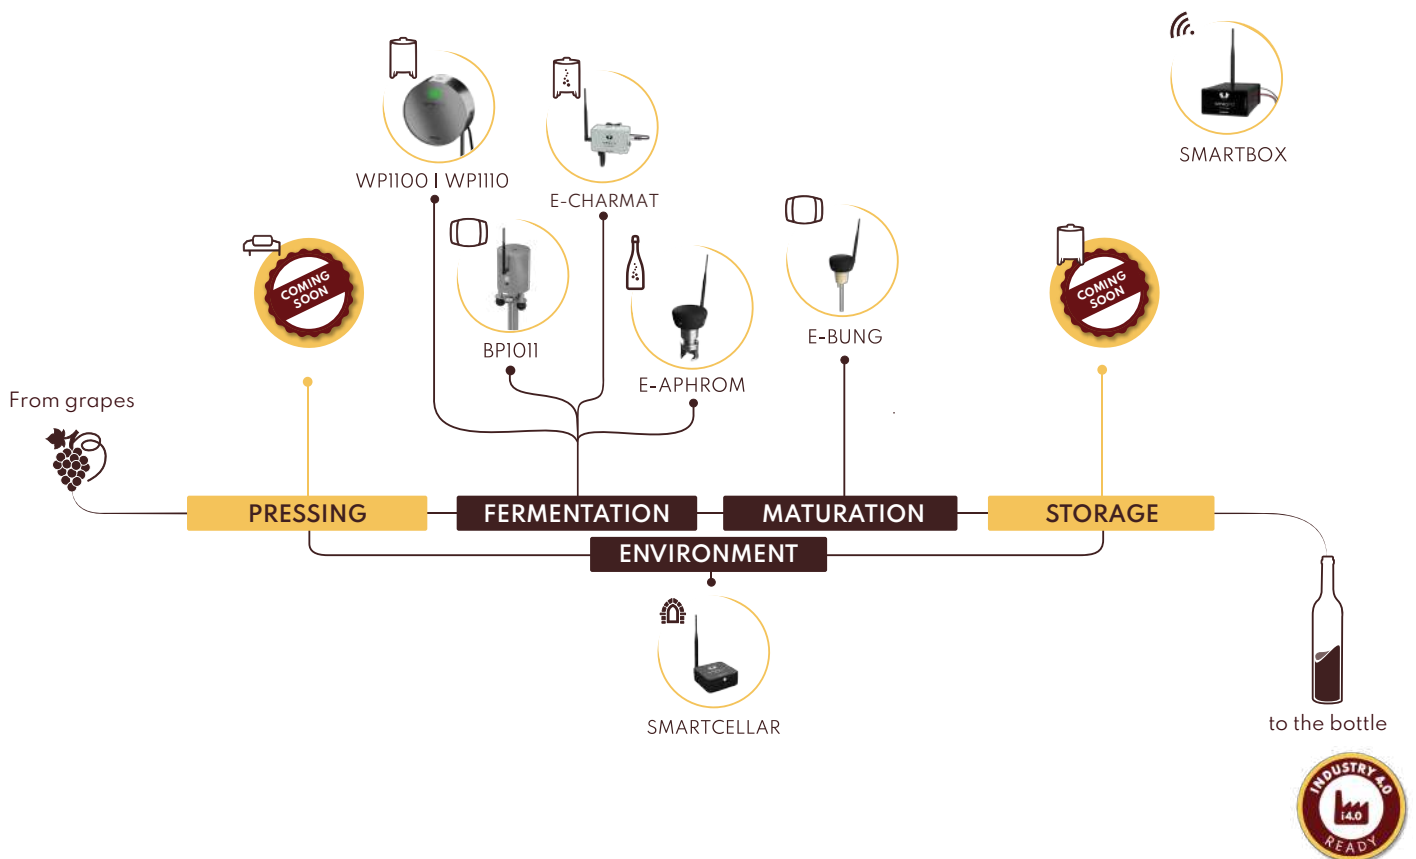 SMARTBOX
WP1100 | WP1110
E-CHARMAT
COMING
SOON
BP1011
E-APHROM
E-BUNG
COMING
SOON
From grapes
PRESSING
FERMENTATION
MATURATION
STORAGE
ENVIRONMENT
SMARTCELLAR
to the bottle
INDUSTRY 4.0
i4.0
READY